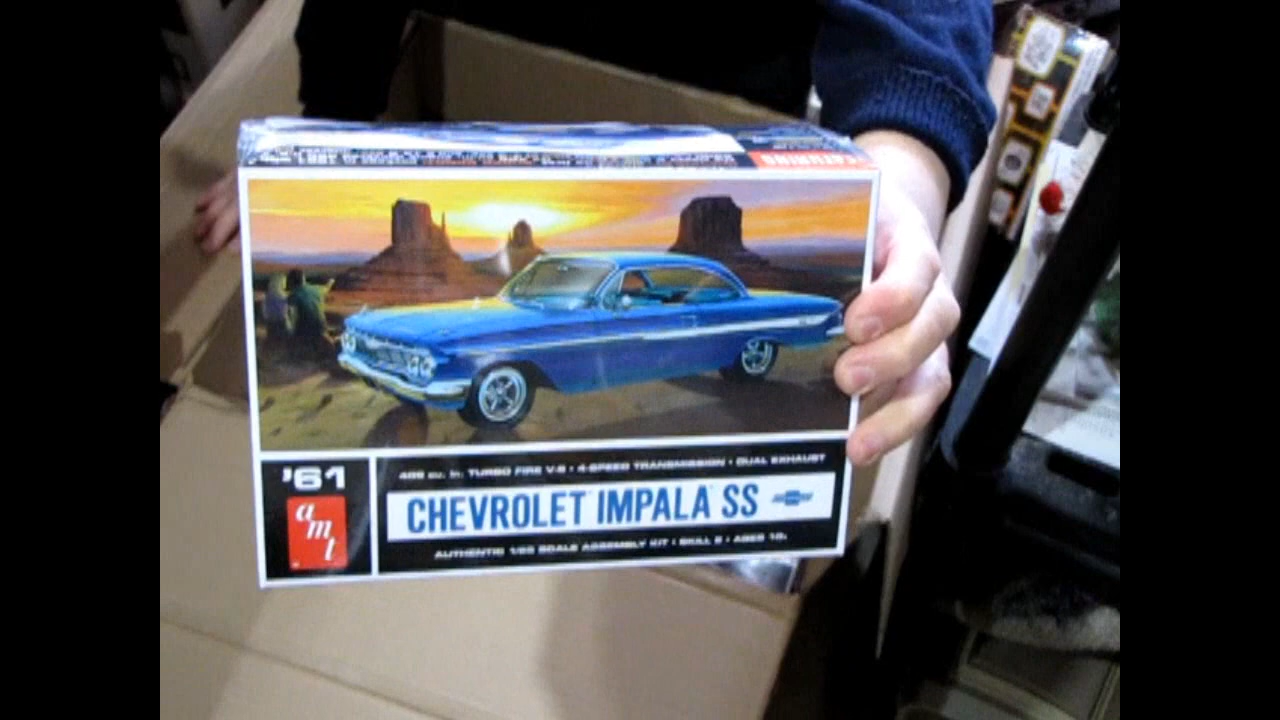 FEATURING
'61
amt
409 cu. in. TURBO FIRE V-8 • 4-SPEED TRANSMISSION • DUAL EXHAUST
CHEVROLET IMPALA SS
AUTHENTIC 1/25 SCALE ASSEMBLY KIT • SKILL 2 • AGES 10+